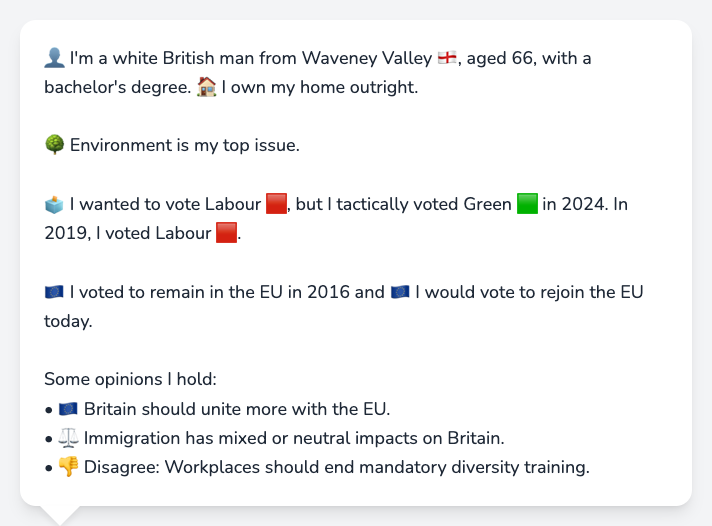 👤 I'm a white British man from Waveney Valley 🏴󠁧󠁢󠁥󠁮󠁧󠁿, aged 66, with a
bachelor's degree. 🏠 I own my home outright.
🌳 Environment is my top issue.
🗳️ I wanted to vote Labour 🟥, but I tactically voted Green 🟩 in 2024. In
2019, I voted Labour 🟥.
🇪🇺 I voted to remain in the EU in 2016 and 🇪🇺 I would vote to rejoin the EU
today.
Some opinions I hold:
• 🇪🇺 Britain should unite more with the EU.
• ⚖️ Immigration has mixed or neutral impacts on Britain.
• 👎 Disagree: Workplaces should end mandatory diversity training.